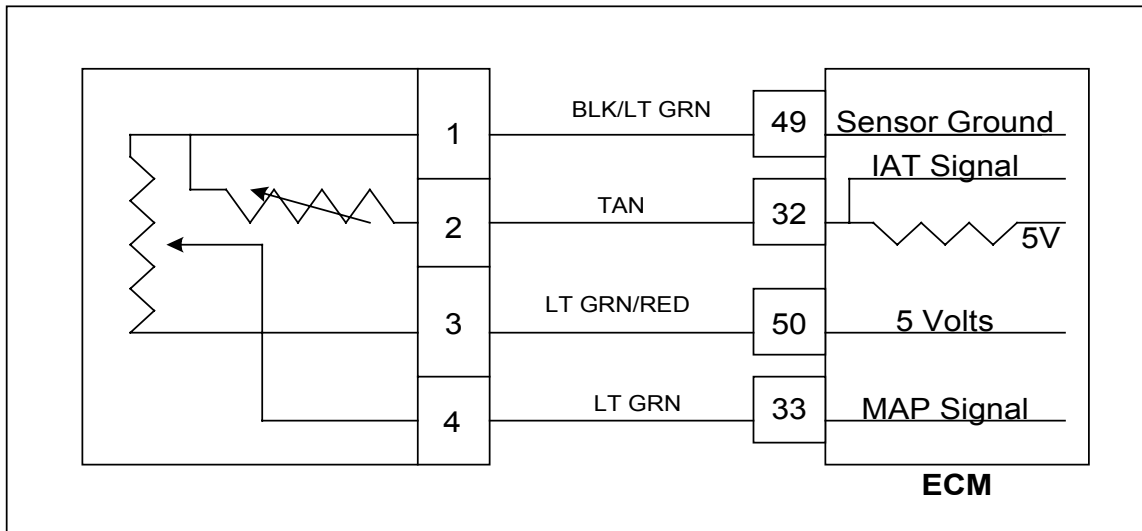 1
BLK/LT GRN
49
Sensor Ground
IAT Signal
2
TAN
32
5V
3
LT GRN/RED
50
5 Volts
4
LT GRN
33
MAP Signal
ECM